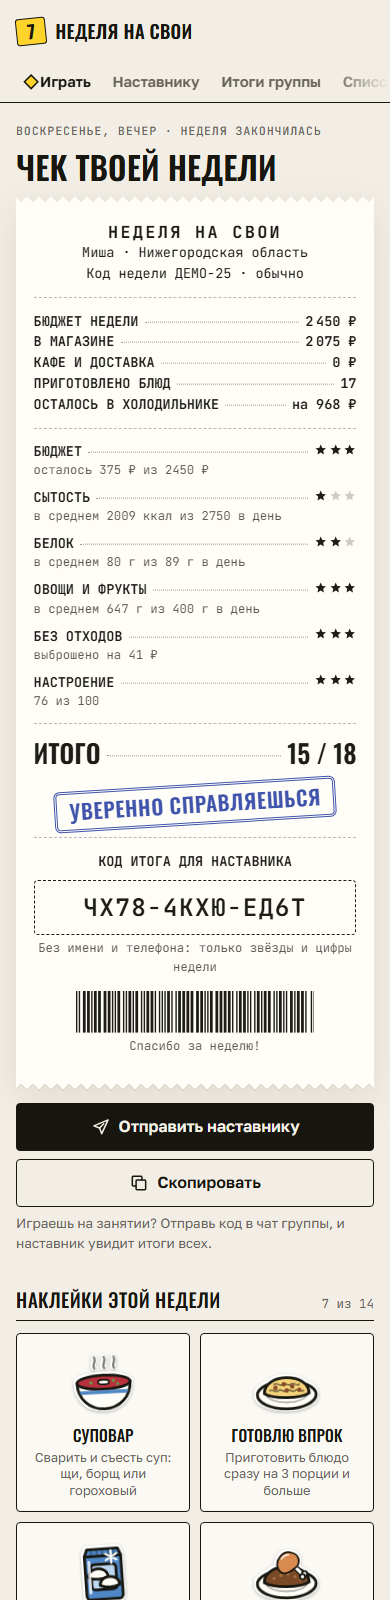 7 НЕДЕЛЯ НА СВОИ
Играть Наставнику Итоги группы Списо
ВОСКРЕСЕНЬЕ, ВЕЧЕР · НЕДЕЛЯ ЗАКОНЧИЛАСЬ
ЧЕК ТВОЕЙ НЕДЕЛИ
НЕДЕЛЯ НА СВОИ
Миша · Нижегородская область
Код недели ДЕМО-25 · обычно
БЮДЖЕТ НЕДЕЛИ 2 450 ₽
В МАГАЗИНЕ 2 075 ₽
КАФЕ И ДОСТАВКА 0 ₽
ПРИГОТОВЛЕНО БЛЮД 17
ОСТАЛОСЬ В ХОЛОДИЛЬНИКЕ на 968 ₽
БЮДЖЕТ ★★★
осталось 375 ₽ из 2450 ₽
СЫТОСТЬ ★★★
в среднем 2009 ккал из 2750 в день
БЕЛОК ★★★
в среднем 80 г из 89 г в день
ОВОЩИ И ФРУКТЫ ★★★
в среднем 647 г из 400 г в день
БЕЗ ОТХОДОВ ★★★
выброшено на 41 ₽
НАСТРОЕНИЕ ★★★
76 из 100
ИТОГО 15 / 18
УВЕРЕННО СПРАВЛЯЕШЬСЯ
КОД ИТОГА ДЛЯ НАСТАВНИКА
ЧХ78-4КХЮ-ЕД6Т
Без имени и телефона: только звёзды и цифры
недели
Спасибо за неделю!
Отправить наставнику
Скопировать
Играешь на занятии? Отправь код в чат группы, и
наставник увидит итоги всех.
НАКЛЕЙКИ ЭТОЙ НЕДЕЛИ 7 из 14
СУПОВАР
Сварить и съесть суп:
щи, борщ или
гороховый
ГОТОВЛЮ ВПРОК
Приготовить блюдо
сразу на 3 порции и
больше